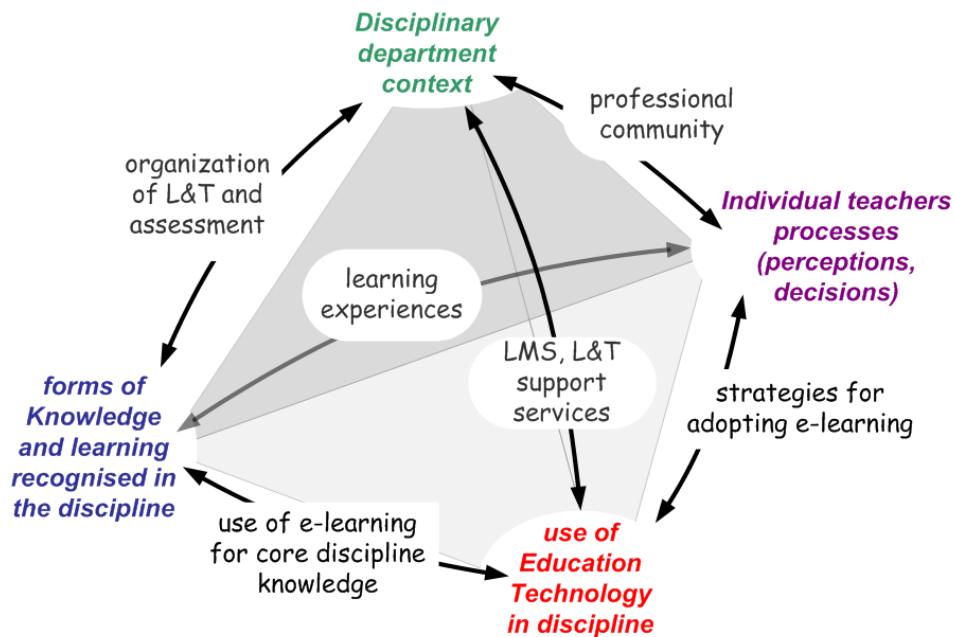 Disciplinary
department
context
professional
community
organization
of L&T and
assessment
Individual teachers
processes
(perceptions,
decisions)
learning
experiences
LMS, L&T
support
services
forms of
Knowledge
and learning
recognised in
the discipline
strategies for
adopting e-learning
use of e-learning
for core discipline
knowledge
use of
Education
Technology
in discipline